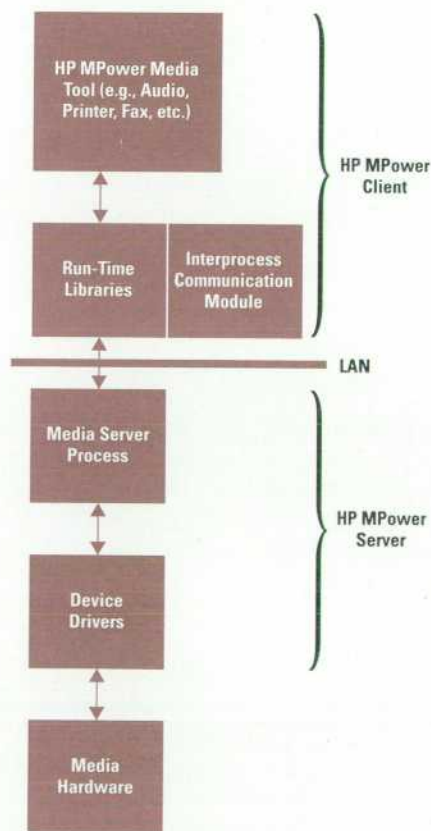 HP MPower Media
Tool (e.g., Audio,
Printer, Fax, etc.)
HP MPower
Client
Run-Time
Libraries
Interprocess
Communication
Module
LAN
Media Server
Process
HP MPower
Server
Device
Drivers
Media
Hardware